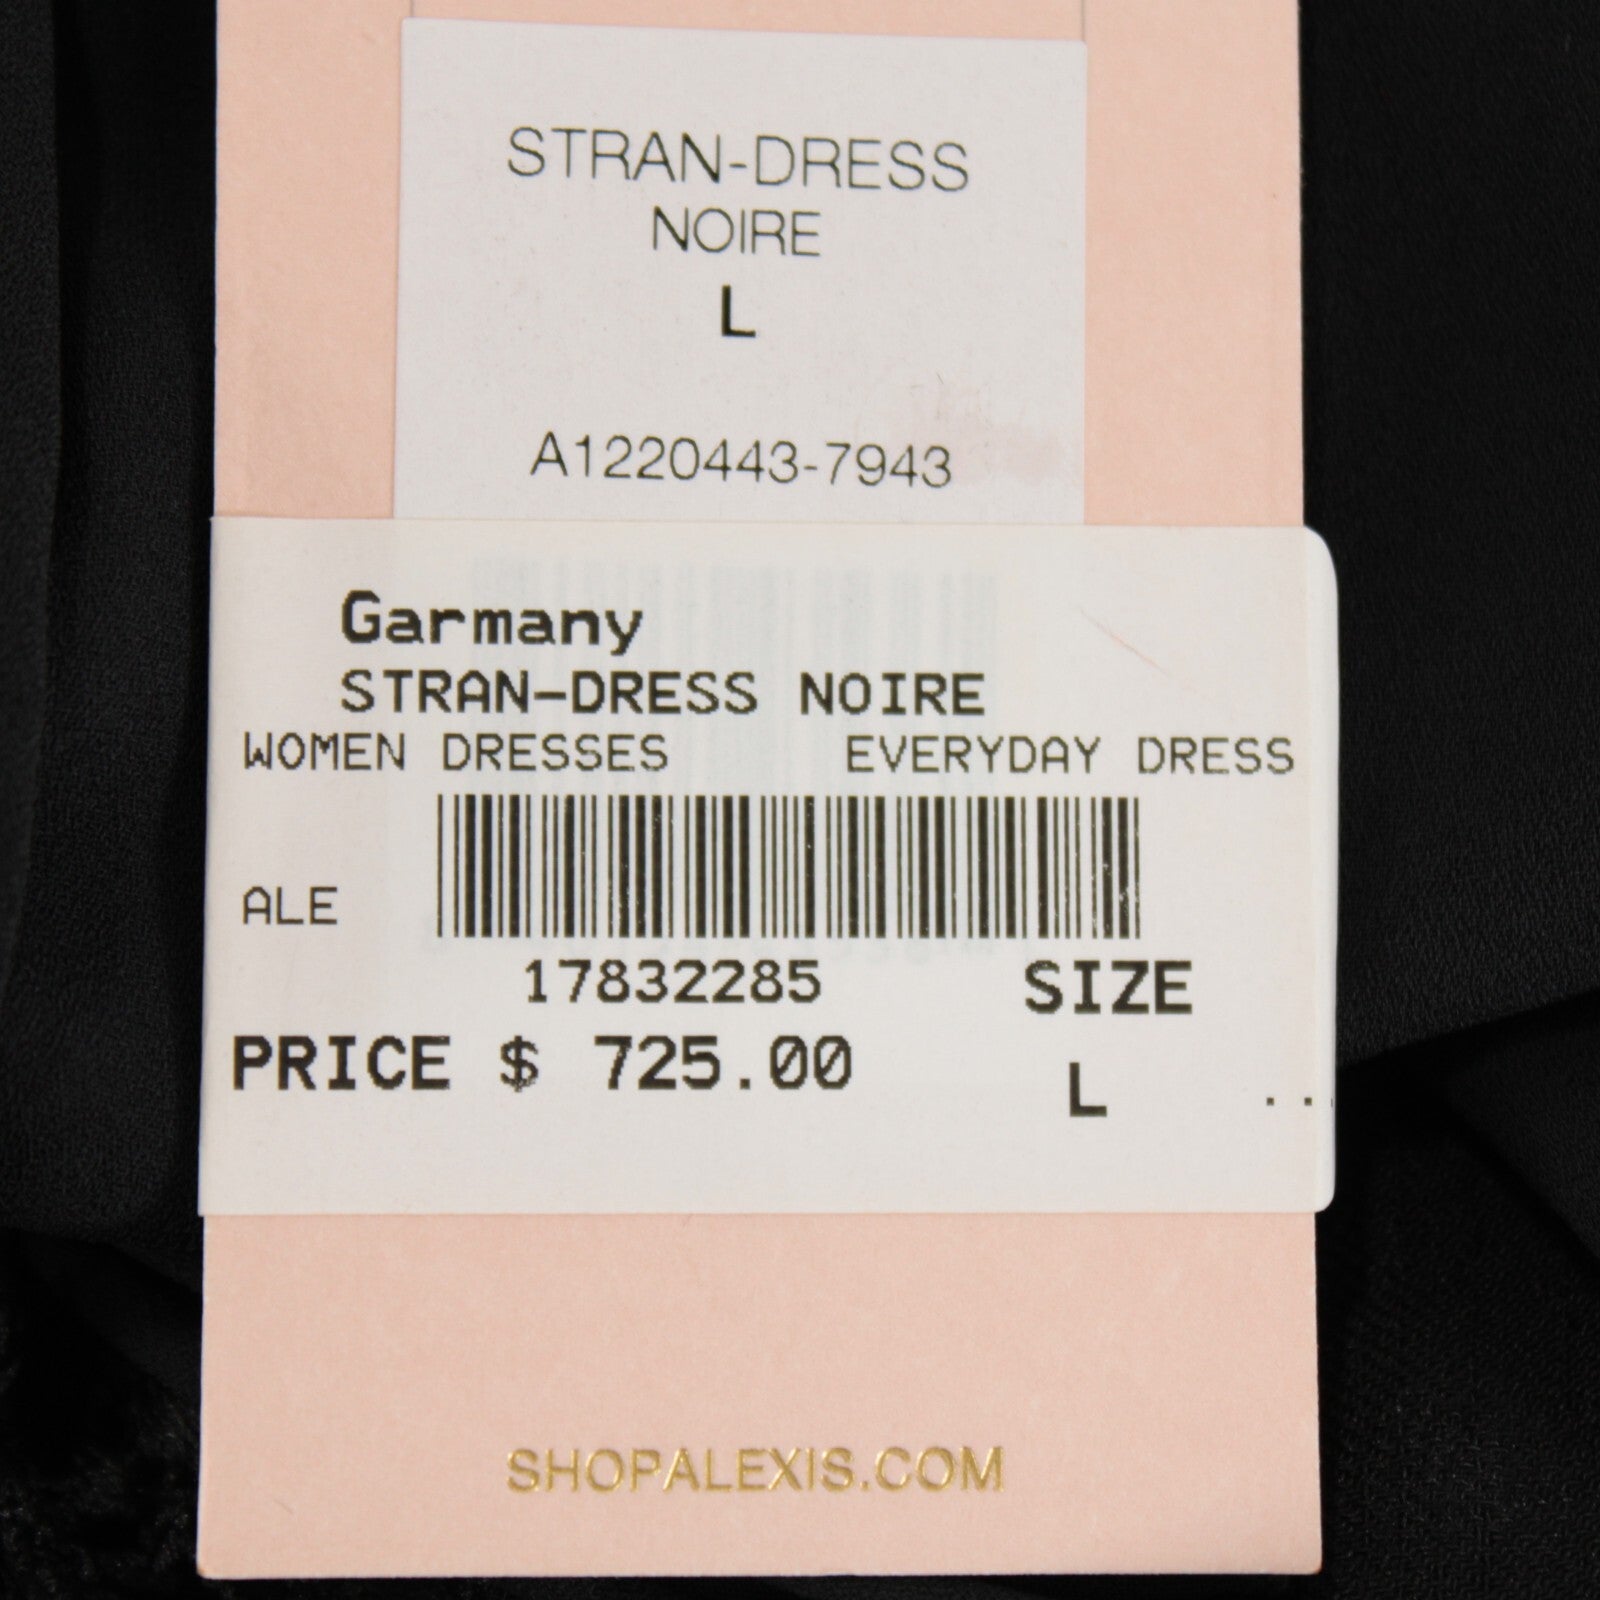 STRAN-DRESS
NOIRE
L
A1220443-7943
Garmany
STRAN-DRESS NOIRE
WOMEN DRESSES EVERYDAY DRESS
ALE
17832285 SIZE
PRICE $ 725.00 L ..
SHOPALEXIS.COM